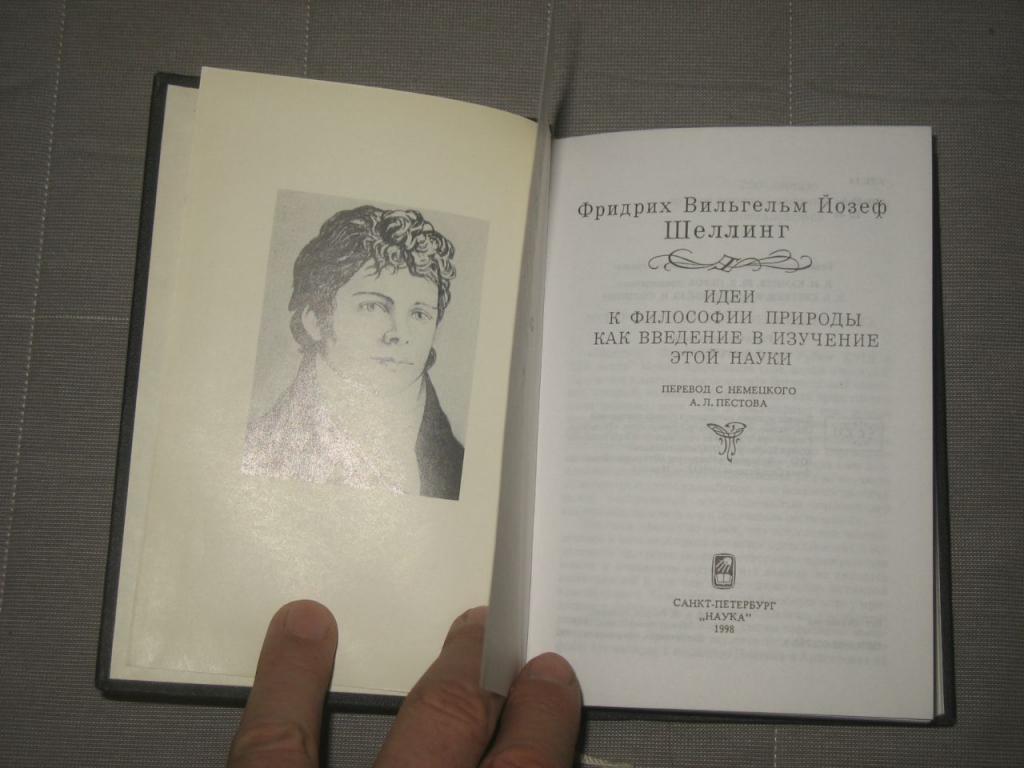 Фридрих Вильгельм Йозеф
Шеллинг
ИДЕИ
К ФИЛОСОФИИ ПРИРОДЫ
КАК ВВЕДЕНИЕ В ИЗУЧЕНИЕ
ЭТОЙ НАУКИ
ПЕРЕВОД С НЕМЕЦКОГО
А. Л. ПЕСТОВА
САНКТ-ПЕТЕРБУРГ
„НАУКА"
1998